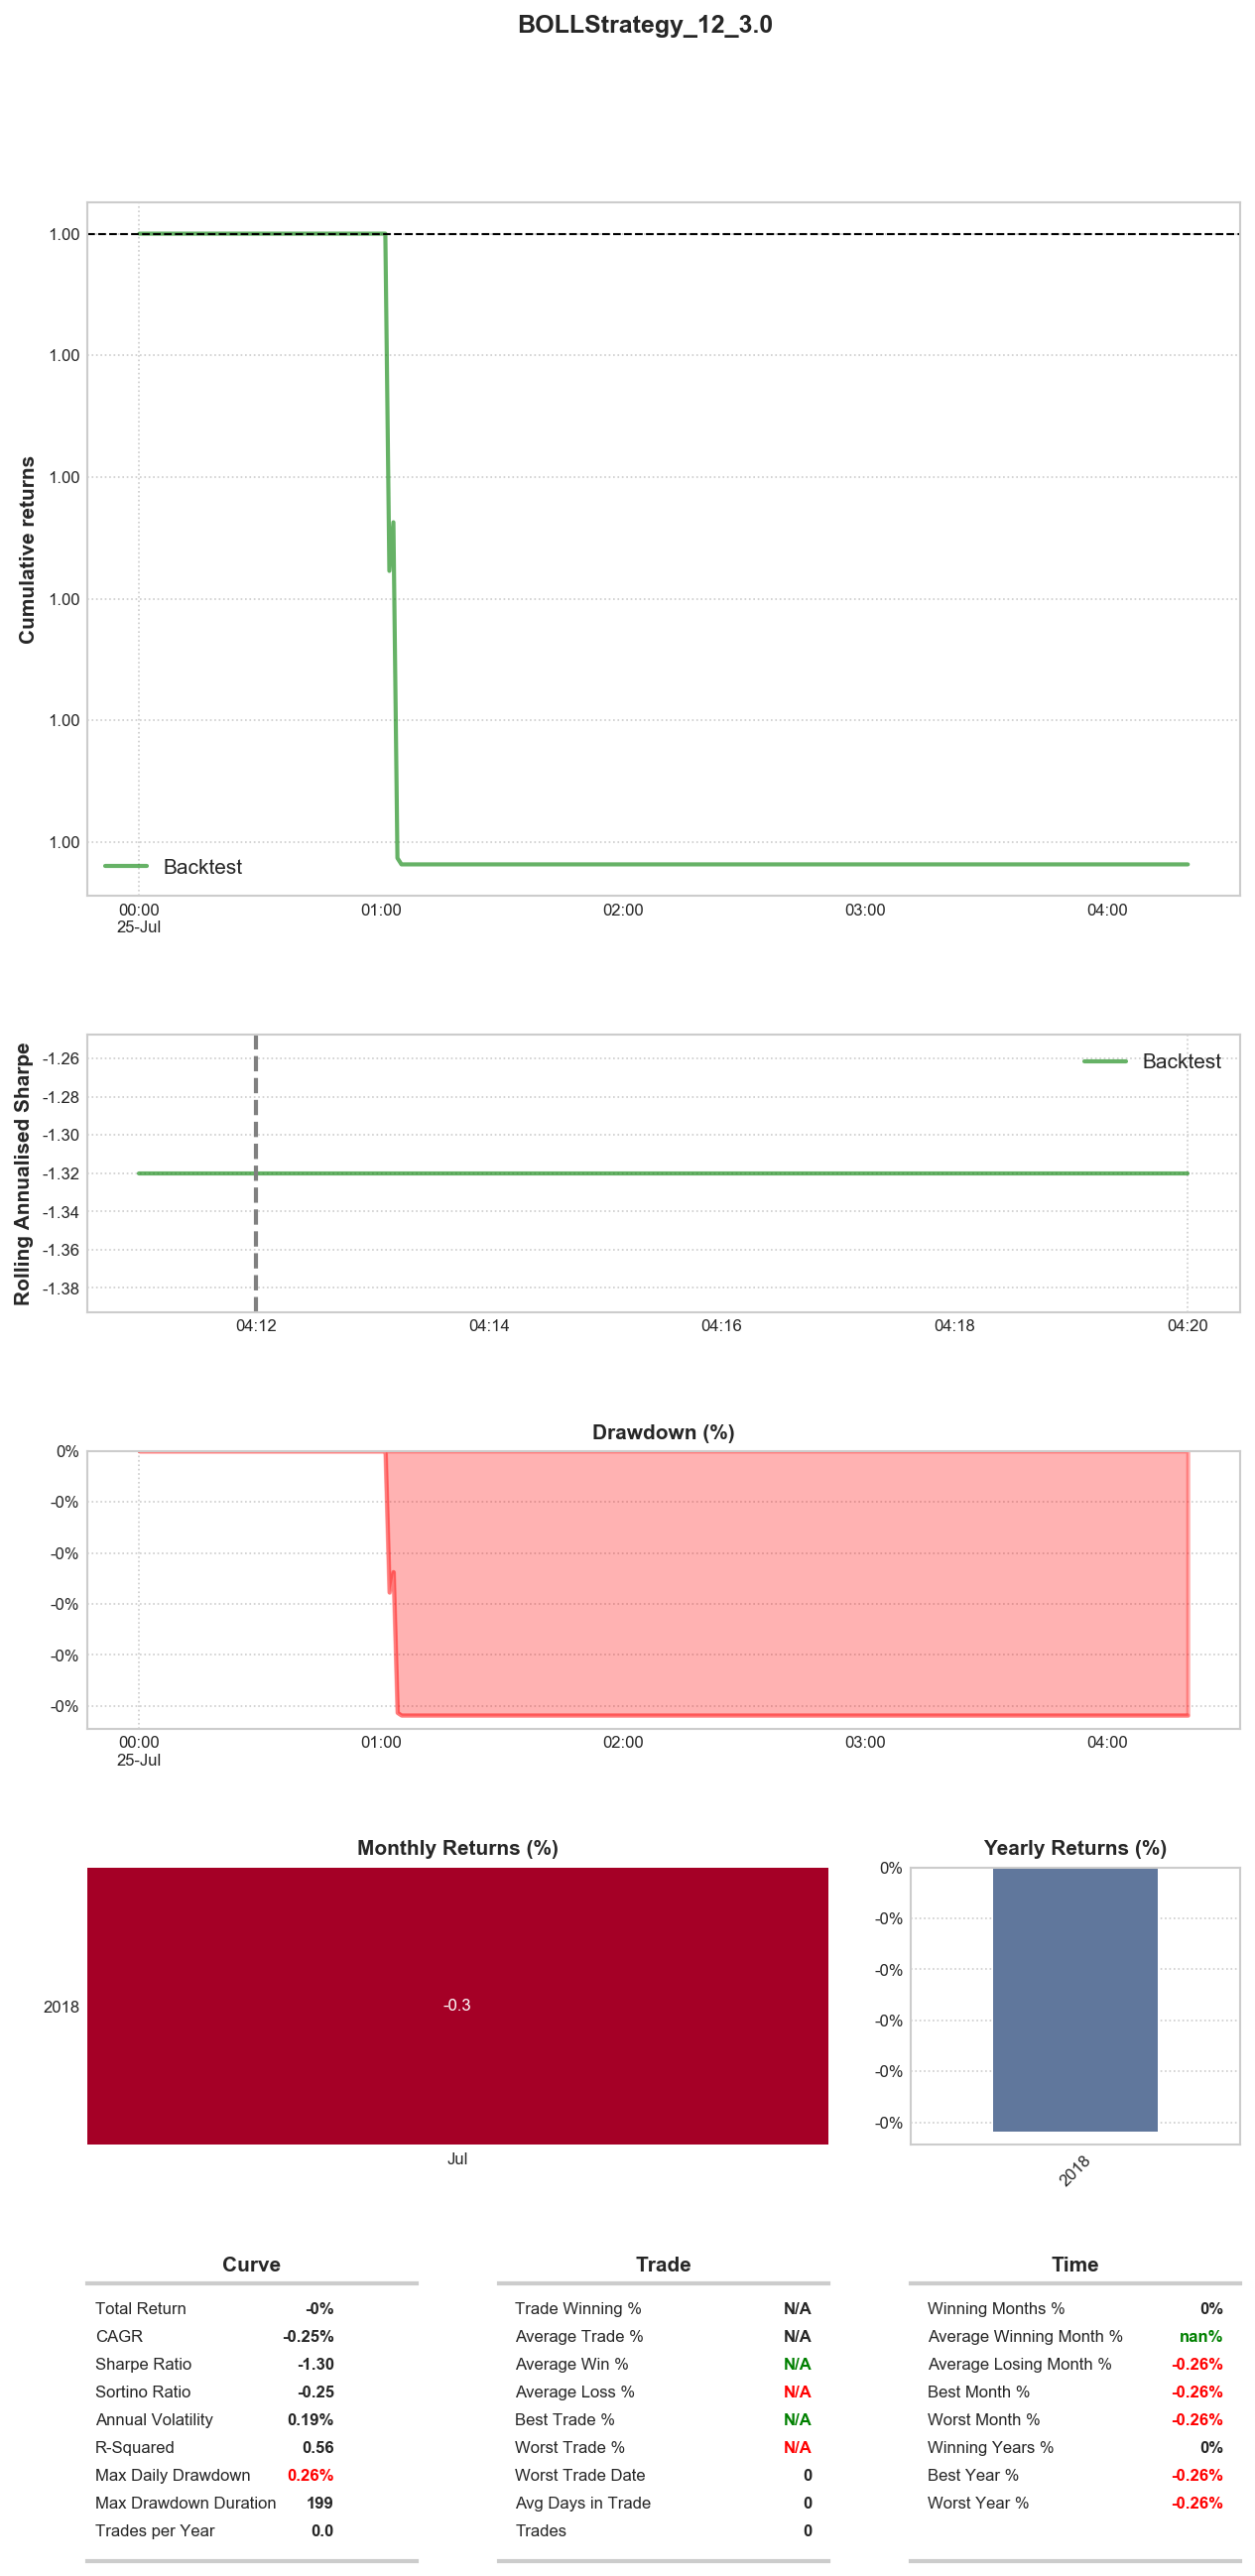 BOLLStrategy_12_3.0
Cumulative returns
1.00
1.00
1.00
1.00
1.00
1.00
Backtest
00:00 01:00 02:00 03:00 04:00
25-Jul
Rolling Annualised Sharpe
-1.26
-1.28
-1.30
-1.32
-1.34
-1.36
-1.38
Backtest
04:12 04:14 04:16 04:18 04:20
Drawdown (%)
0%
-0%
-0%
-0%
-0%
-0%
00:00 01:00 02:00 03:00 04:00
25-Jul
Monthly Returns (%)
2018
-0.3
Jul
Yearly Returns (%)
0%
-0%
-0%
-0%
-0%
-0%
2018
Curve
Total Return -0%
CAGR -0.25%
Sharpe Ratio -1.30
Sortino Ratio -0.25
Annual Volatility 0.19%
R-Squared 0.56
Max Daily Drawdown 0.26%
Max Drawdown Duration 199
Trades per Year 0.0
Trade
Trade Winning % N/A
Average Trade % N/A
Average Win % N/A
Average Loss % N/A
Best Trade % N/A
Worst Trade % N/A
Worst Trade Date 0
Avg Days in Trade 0
Trades 0
Time
Winning Months % 0%
Average Winning Month % nan%
Average Losing Month % -0.26%
Best Month % -0.26%
Worst Month % -0.26%
Winning Years % 0%
Best Year % -0.26%
Worst Year % -0.26%